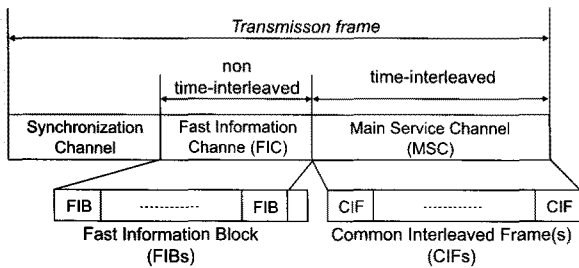 Transmisson frame
non
time-interleaved
time-interleaved
Synchronization
Channel
Fast Information
Channe (FIC)
Main Service Channel
(MSC)
FIB
FIB
CIF
CIF
Fast Information Block
(FIBs)
Common Interleaved Frame(s)
(CIFs)